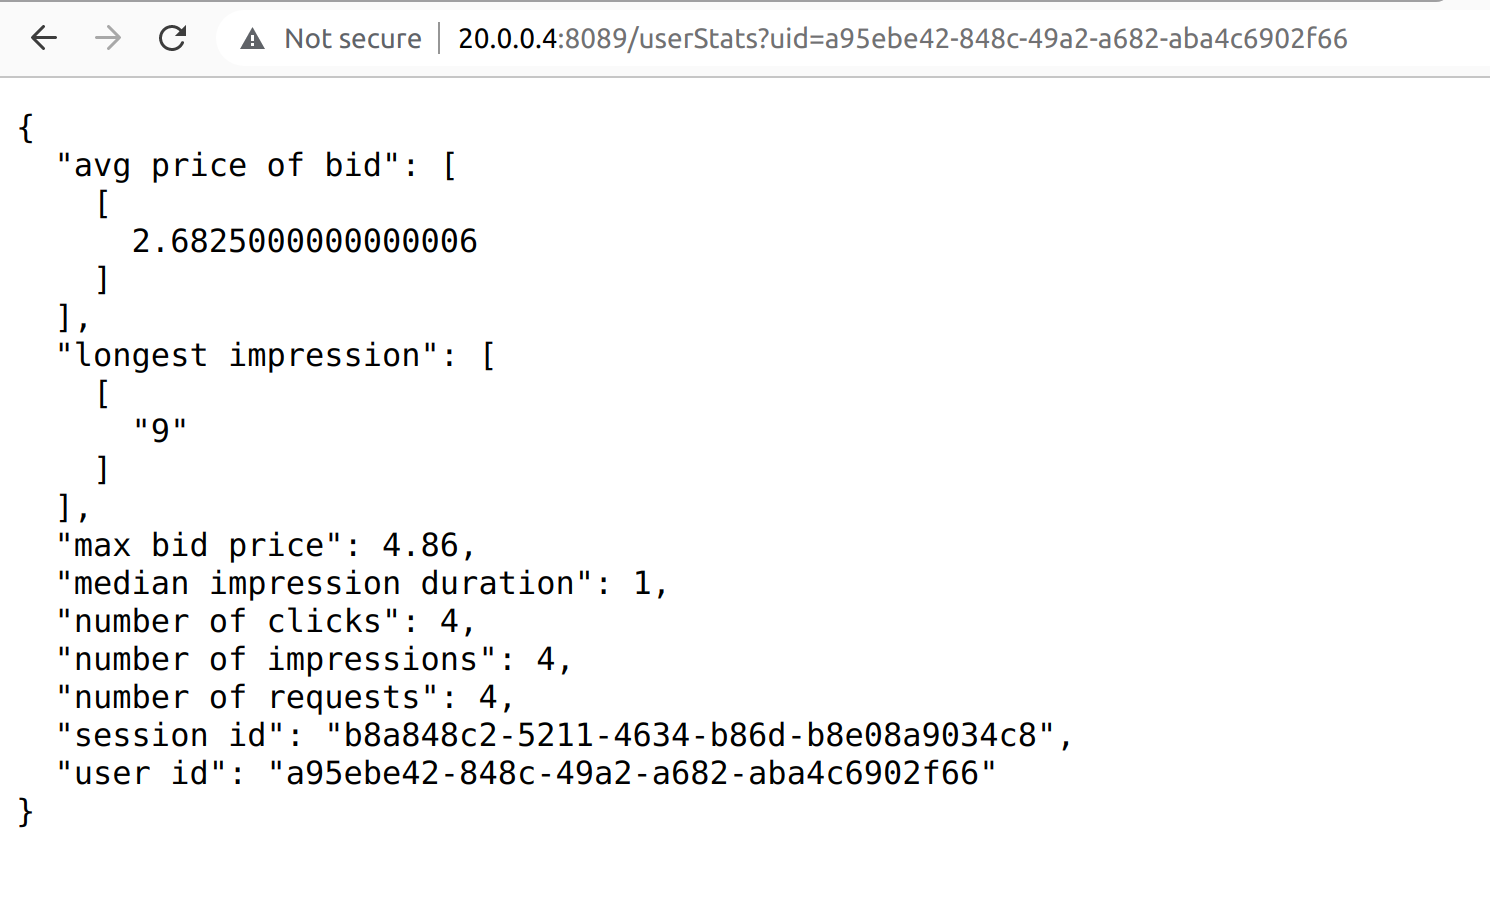 Not secure 20.0.0.4:8089/userStats?uid=a95ebe42-848c-49a2-a682-aba4c6902f66
{
  "avg price of bid": [
    [
      2.6825000000000006
    ]
  ],
  "longest impression": [
    [
      "9"
    ]
  ],
  "max bid price": 4.86,
  "median impression duration": 1,
  "number of clicks": 4,
  "number of impressions": 4,
  "number of requests": 4,
  "session id": "b8a848c2-5211-4634-b86d-b8e08a9034c8",
  "user id": "a95ebe42-848c-49a2-a682-aba4c6902f66"
}